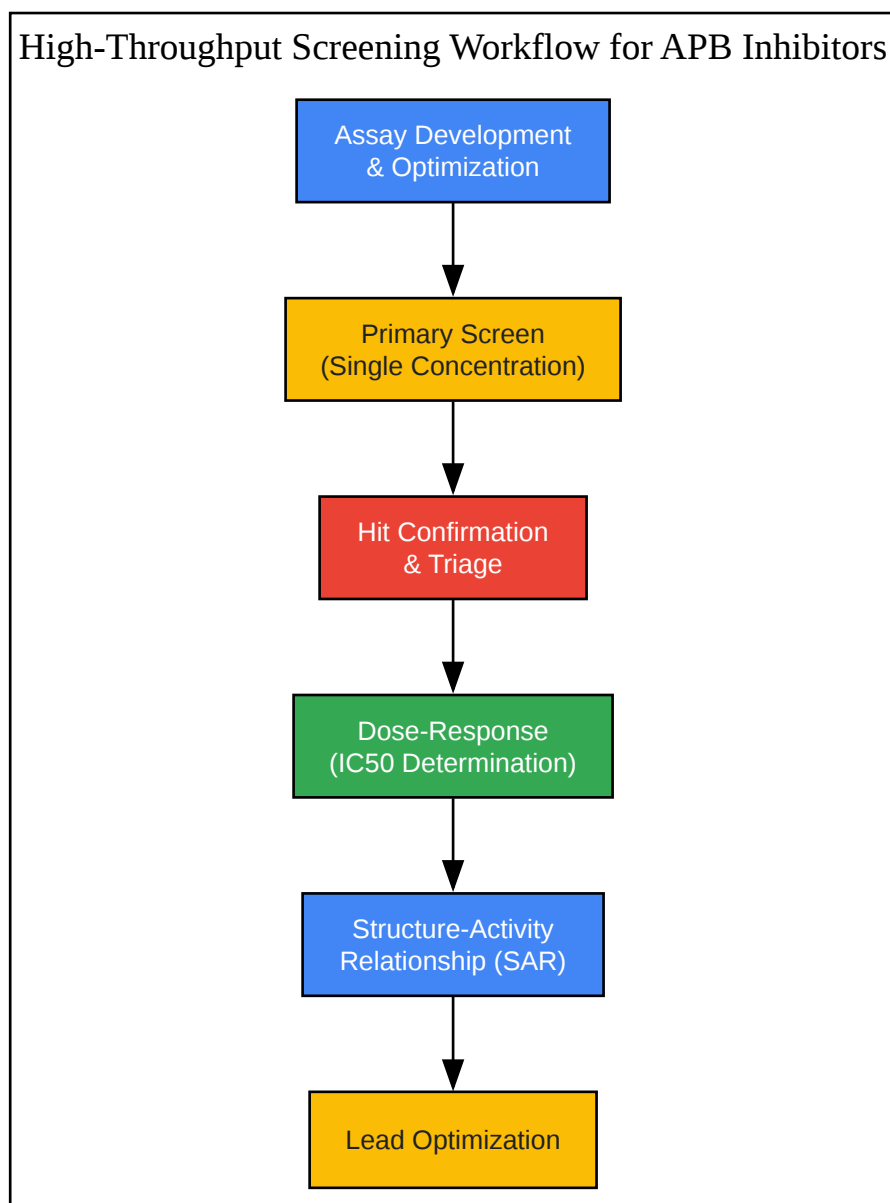 High-Throughput Screening Workflow for APB Inhibitors
Assay Development
& Optimization
Primary Screen
(Single Concentration)
Hit Confirmation
& Triage
Dose-Response
(IC50 Determination)
Structure-Activity
Relationship (SAR)
Lead Optimization